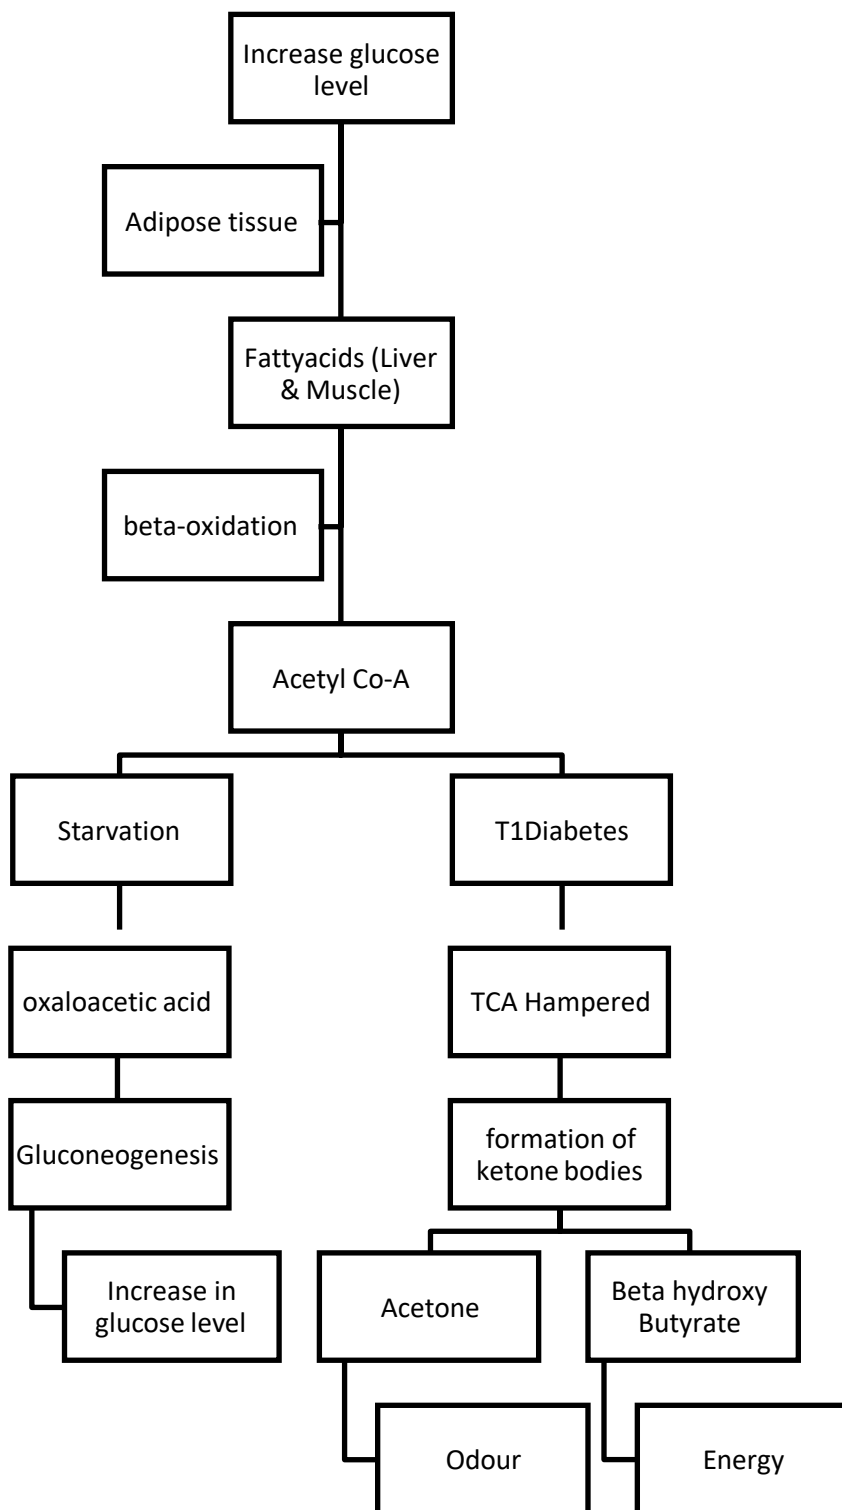 Increase glucose
level
Adipose tissue
Fattyacids (Liver
& Muscle)
beta-oxidation
Acetyl Co-A
Starvation
T1Diabetes
oxaloacetic acid
TCA Hampered
Gluconeogenesis
formation of
ketone bodies
Increase in
glucose level
Acetone
Beta hydroxy
Butyrate
Odour
Energy